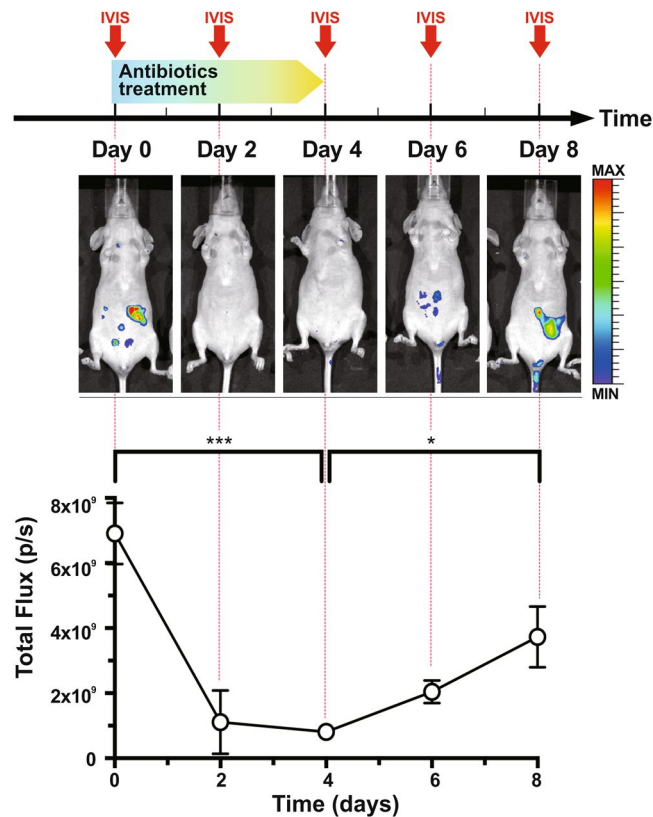 IVIS IVIS IVIS IVIS IVIS
Antibiotics
treatment
Time
Day 0 Day 2 Day 4 Day 6 Day 8
MAX
MIN
*** *
8x10⁹
6x10⁹
4x10⁹
2x10⁹
0
Total Flux (p/s)
0 2 4 6 8
Time (days)